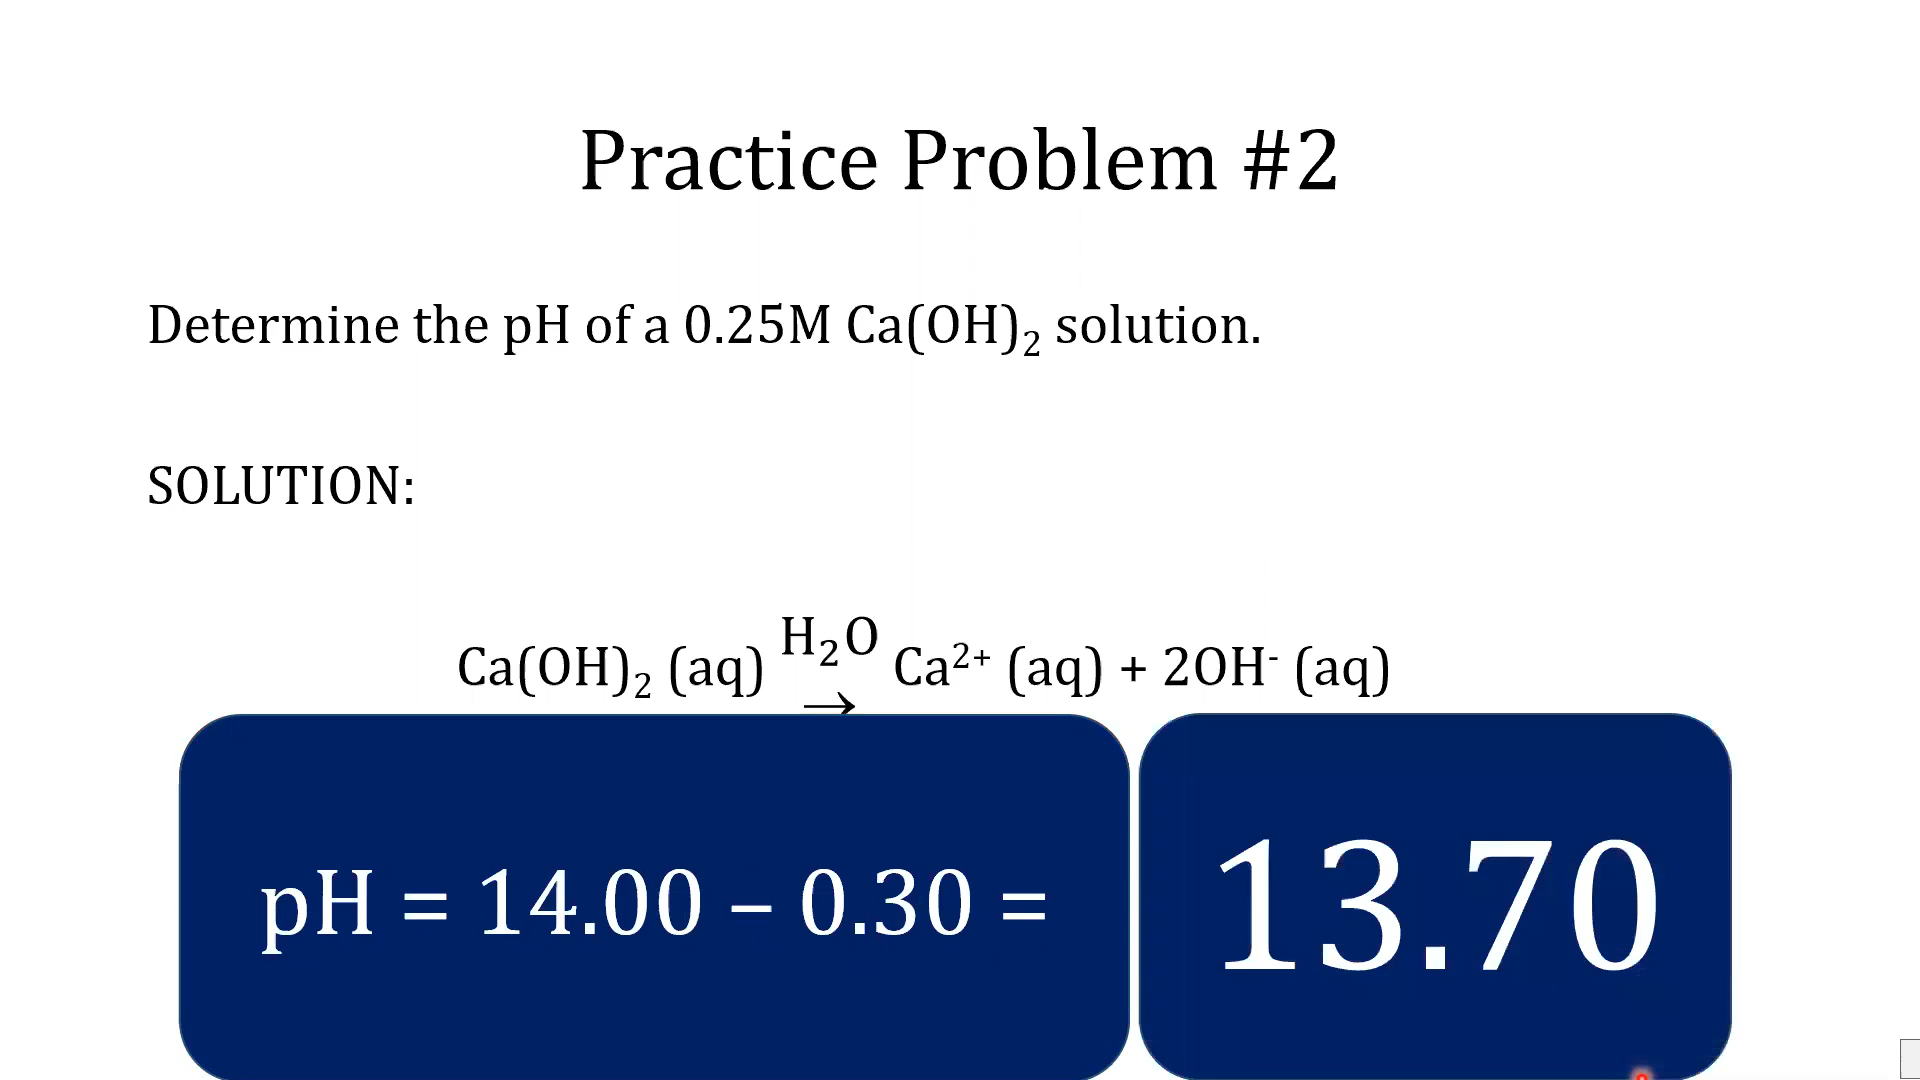 Practice Problem #2
Determine the pH of a 0.25M Ca(OH)₂ solution.
SOLUTION:
Ca(OH)₂ (aq) H₂O → Ca²⁺ (aq) + 2OH⁻ (aq)
pH = 14.00 – 0.30 = 13.70